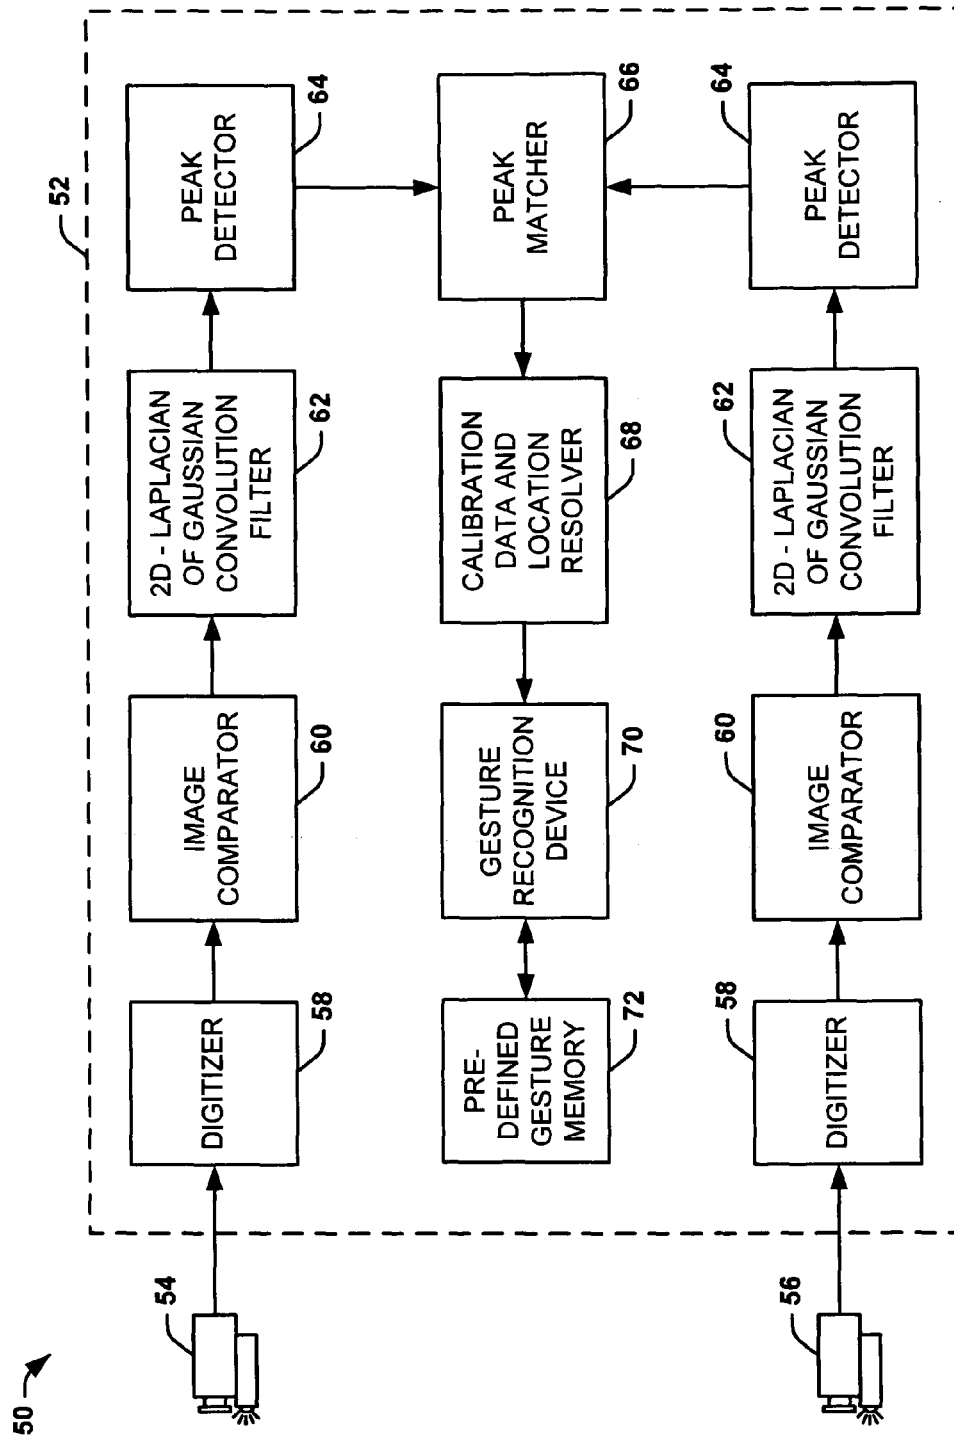 50
52
54
DIGITIZER
58
IMAGE
COMPARATOR
60
2D - LAPLACIAN
OF GAUSSIAN
CONVOLUTION
FILTER
62
PEAK
DETECTOR
64
PRE-
DEFINED
GESTURE
MEMORY
72
GESTURE
RECOGNITION
DEVICE
70
CALIBRATION
DATA AND
LOCATION
RESOLVER
68
PEAK
MATCHER
66
56
DIGITIZER
58
IMAGE
COMPARATOR
60
2D - LAPLACIAN
OF GAUSSIAN
CONVOLUTION
FILTER
62
PEAK
DETECTOR
64